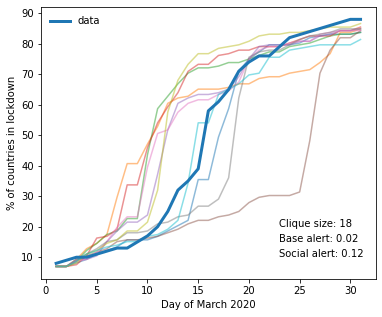 90
80
70
60
50
40
30
20
10
% of countries in lockdown
data
Clique size: 18
Base alert: 0.02
Social alert: 0.12
0 5 10 15 20 25 30
Day of March 2020